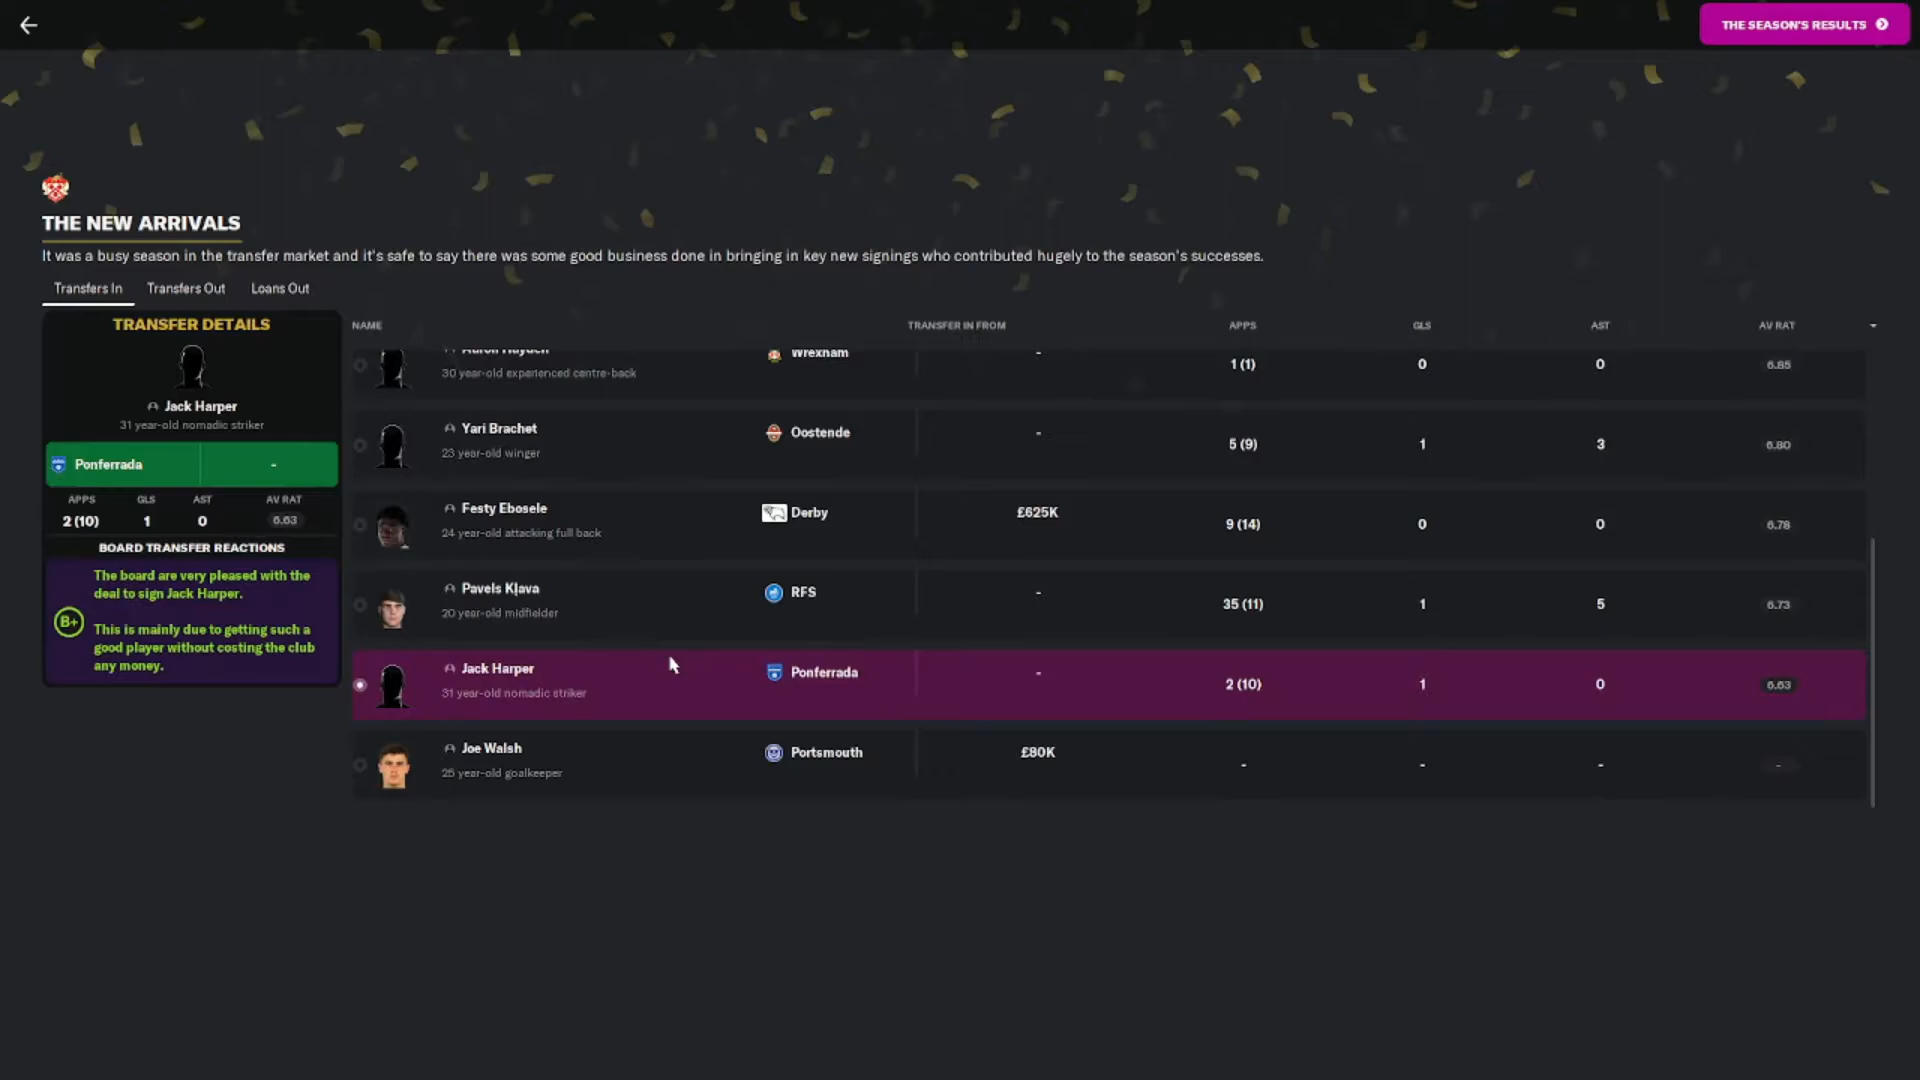 THE SEASON'S RESULTS
THE NEW ARRIVALS
It was a busy season in the transfer market and it's safe to say there was some good business done in bringing in key new signings who contributed hugely to the season's successes.
Transfers In Transfers Out Loans Out
TRANSFER DETAILS
Jack Harper
31 year-old nomadic striker
Ponferrada -
APPS GLS AST AV RAT
2 (10) 1 0 6.63
BOARD TRANSFER REACTIONS
B+
The board are very pleased with the
deal to sign Jack Harper.
This is mainly due to getting such a
good player without costing the club
any money.
NAME TRANSFER IN FROM APPS GLS AST AV RAT
Aaron Hayden Wrexham - 1 (1) 0 0 6.85
30 year-old experienced centre-back
Yari Brachet Oostende - 5 (9) 1 3 6.80
23 year-old winger
Festy Ebosele Derby £625K 9 (14) 0 0 6.78
24 year-old attacking full back
Pavels Kļava RFS - 35 (11) 1 5 6.73
20 year-old midfielder
Jack Harper Ponferrada - 2 (10) 1 0 6.63
31 year-old nomadic striker
Joe Walsh Portsmouth £80K - - - -
25 year-old goalkeeper